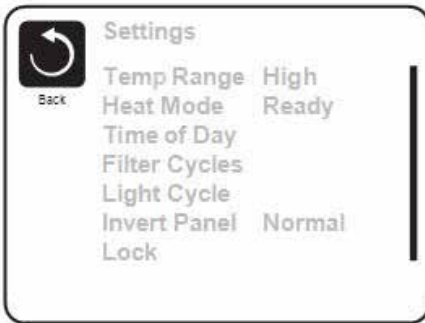 Settings
Back
Temp Range High
Heat Mode Ready
Time of Day
Filter Cycles
Light Cycle
Invert Panel Normal
Lock